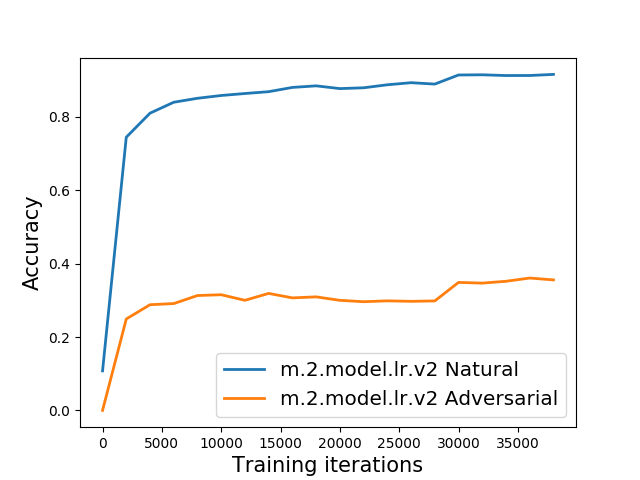 Accuracy
0.8
0.6
0.4
0.2
0.0
m.2.model.lr.v2 Natural
m.2.model.lr.v2 Adversarial
0 5000 10000 15000 20000 25000 30000 35000
Training iterations